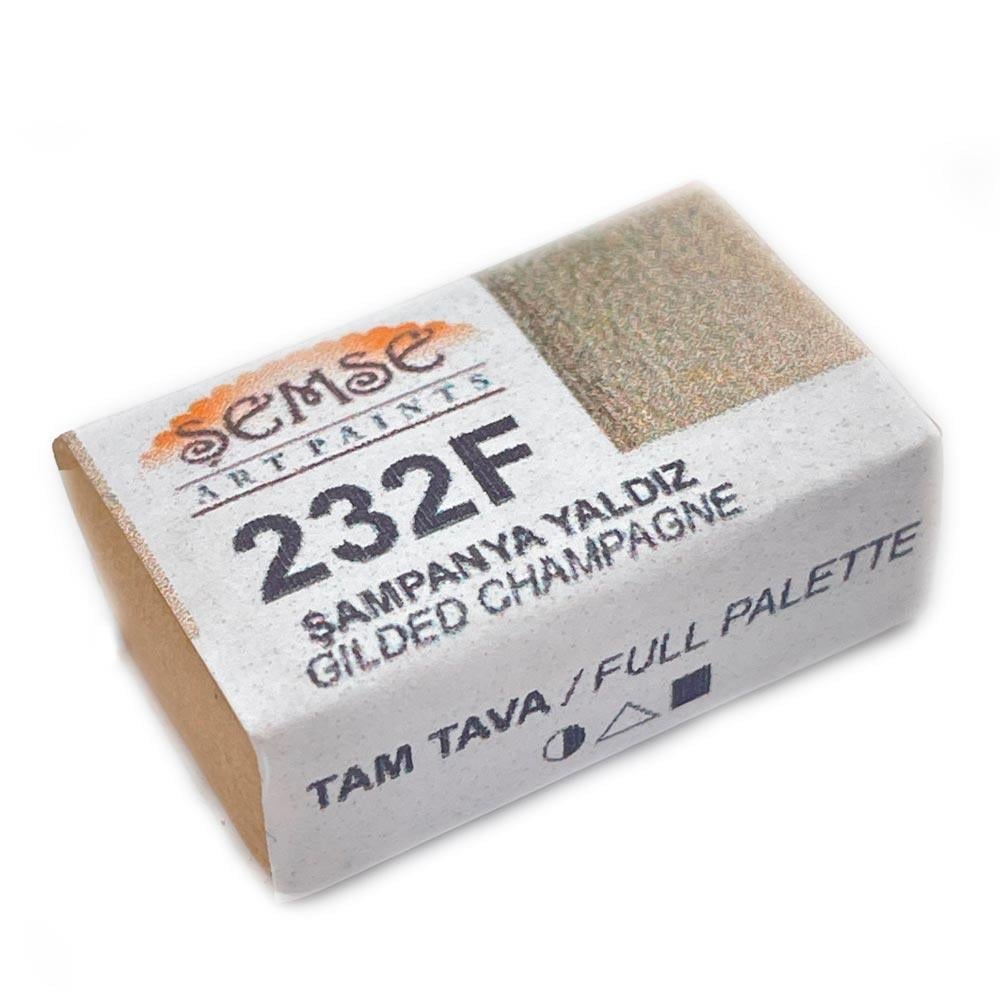 ŞEMSE
ART PAINTS
232F
ŞAMPANYA YALDIZ
GILDED CHAMPAGNE
TAM TAVA / FULL PALETTE